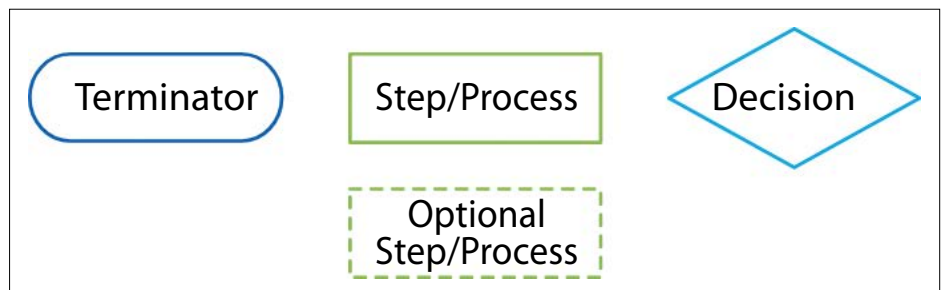 Terminator
Step/Process
Decision
Optional
Step/Process